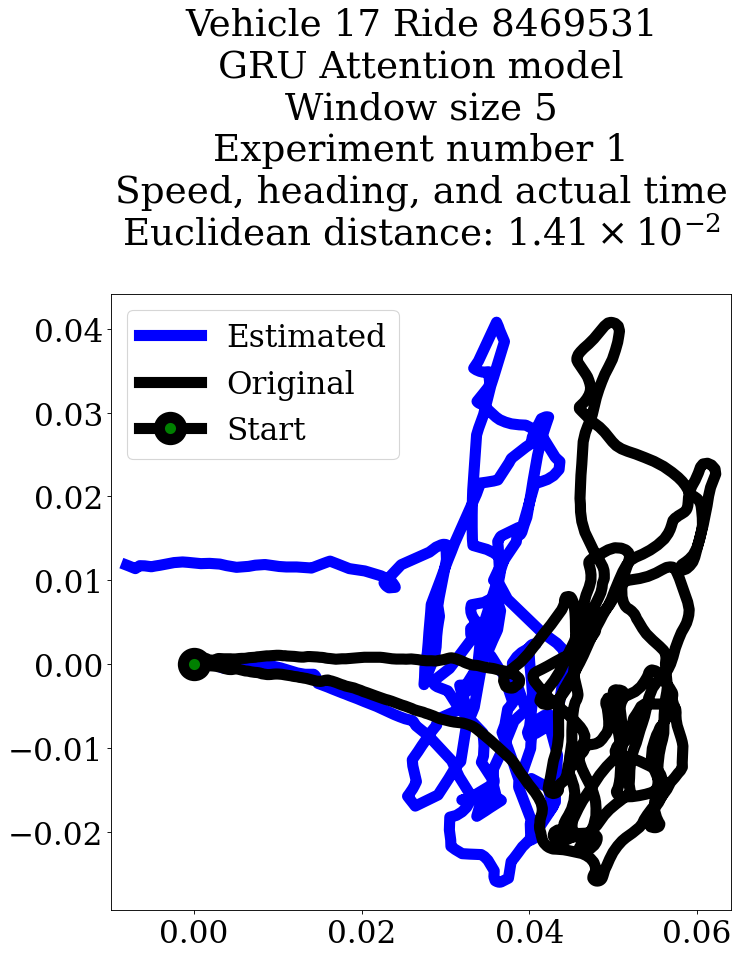 Vehicle 17 Ride 8469531
GRU Attention model
Window size 5
Experiment number 1
Speed, heading, and actual time
Euclidean distance: 1.41 × 10⁻²
Estimated
Original
Start
0.04
0.03
0.02
0.01
0.00
−0.01
−0.02
0.00 0.02 0.04 0.06